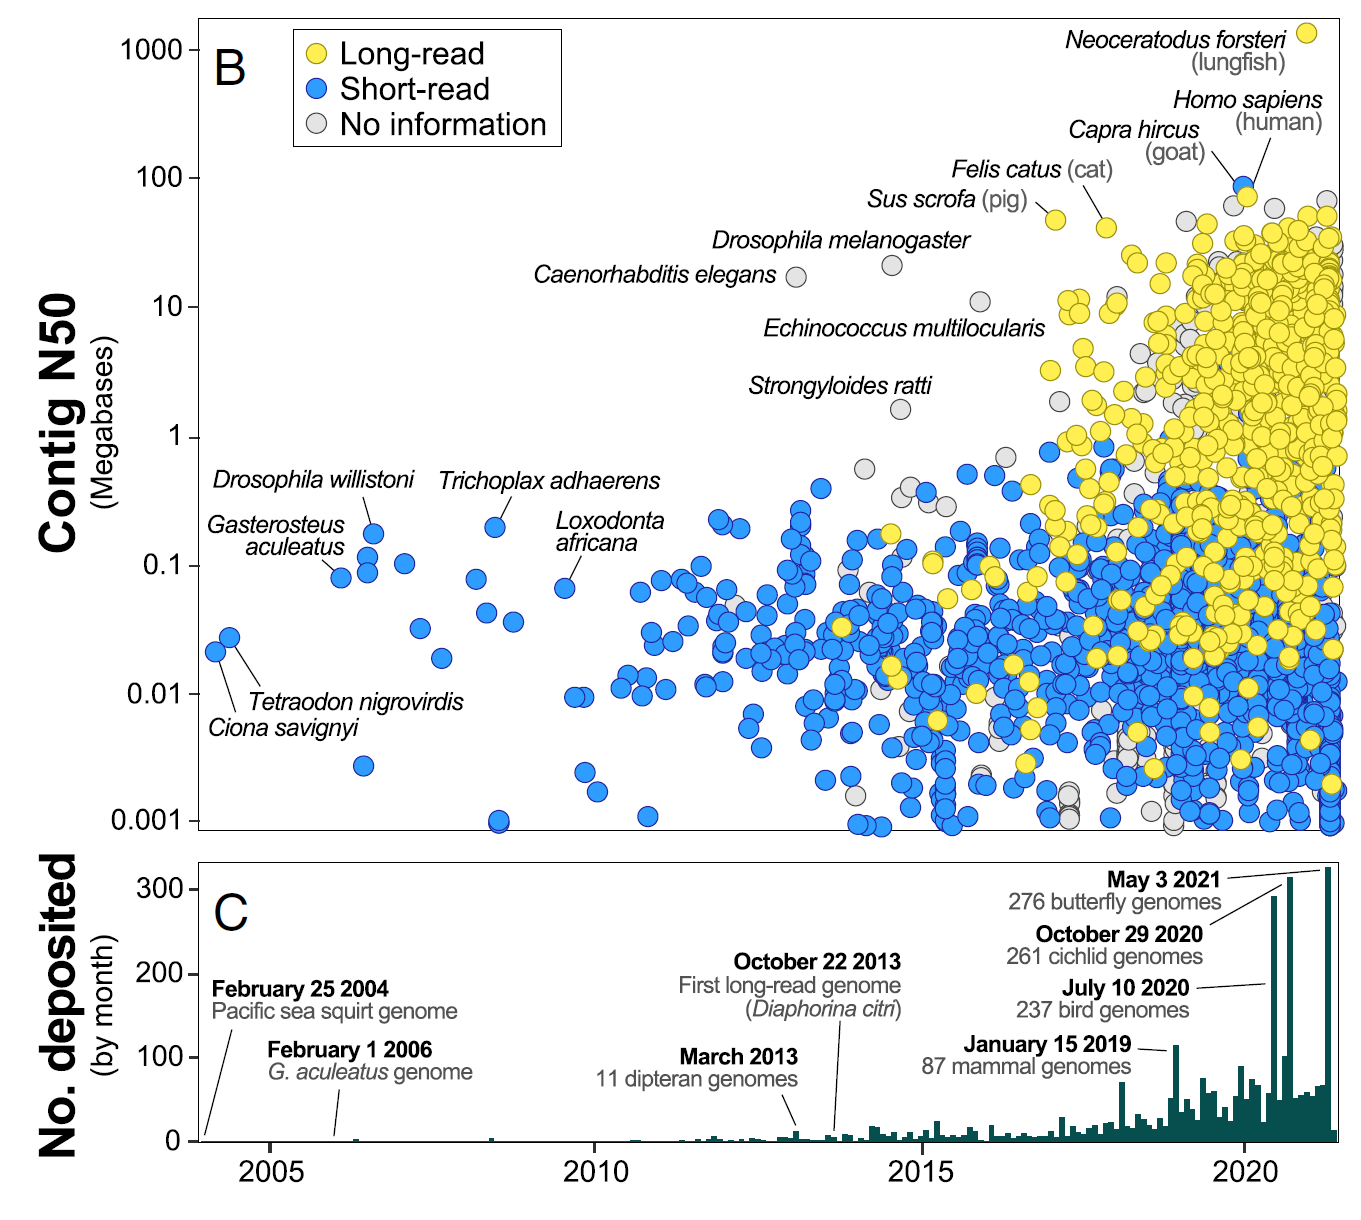 B
Long-read
Short-read
No information
Neoceratodus forsteri
(lungfish)
Homo sapiens
(human)
Capra hircus
(goat)
Felis catus (cat)
Sus scrofa (pig)
Drosophila melanogaster
Caenorhabditis elegans
Echinococcus multilocularis
Strongyloides ratti
Drosophila willistoni
Trichoplax adhaerens
Gasterosteus
aculeatus
Loxodonta
africana
Tetraodon nigrovirdis
Ciona savignyi
Contig N50
(Megabases)
1000
100
10
1
0.1
0.01
0.001
C
No. deposited
(by month)
300
200
100
0
May 3 2021
276 butterfly genomes
October 29 2020
261 cichlid genomes
July 10 2020
237 bird genomes
January 15 2019
87 mammal genomes
October 22 2013
First long-read genome
(Diaphorina citri)
March 2013
11 dipteran genomes
February 25 2004
Pacific sea squirt genome
February 1 2006
G. aculeatus genome
2005
2010
2015
2020